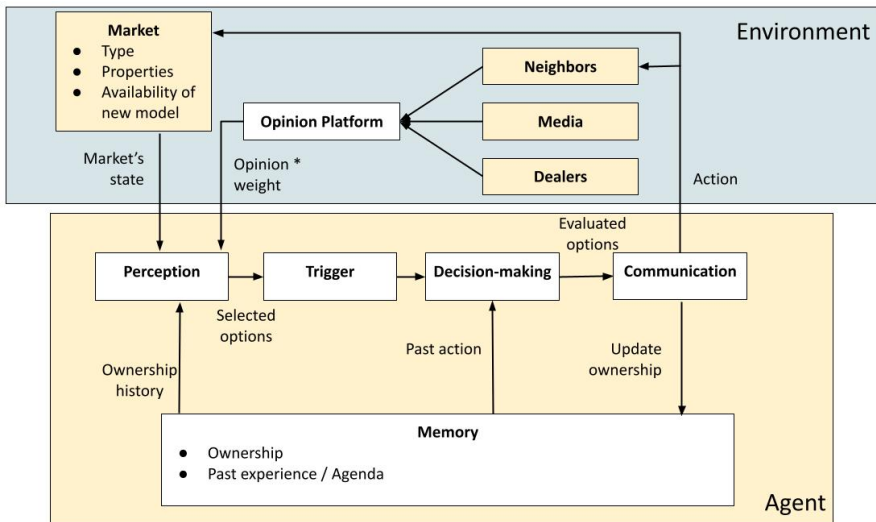 Environment
Market
● Type
● Properties
● Availability of
new model
Neighbors
Opinion Platform
Media
Dealers
Market's
state
Opinion *
weight
Action
Evaluated
options
Perception
Trigger
Decision-making
Communication
Selected
options
Ownership
history
Past action
Update
ownership
Memory
● Ownership
● Past experience / Agenda
Agent